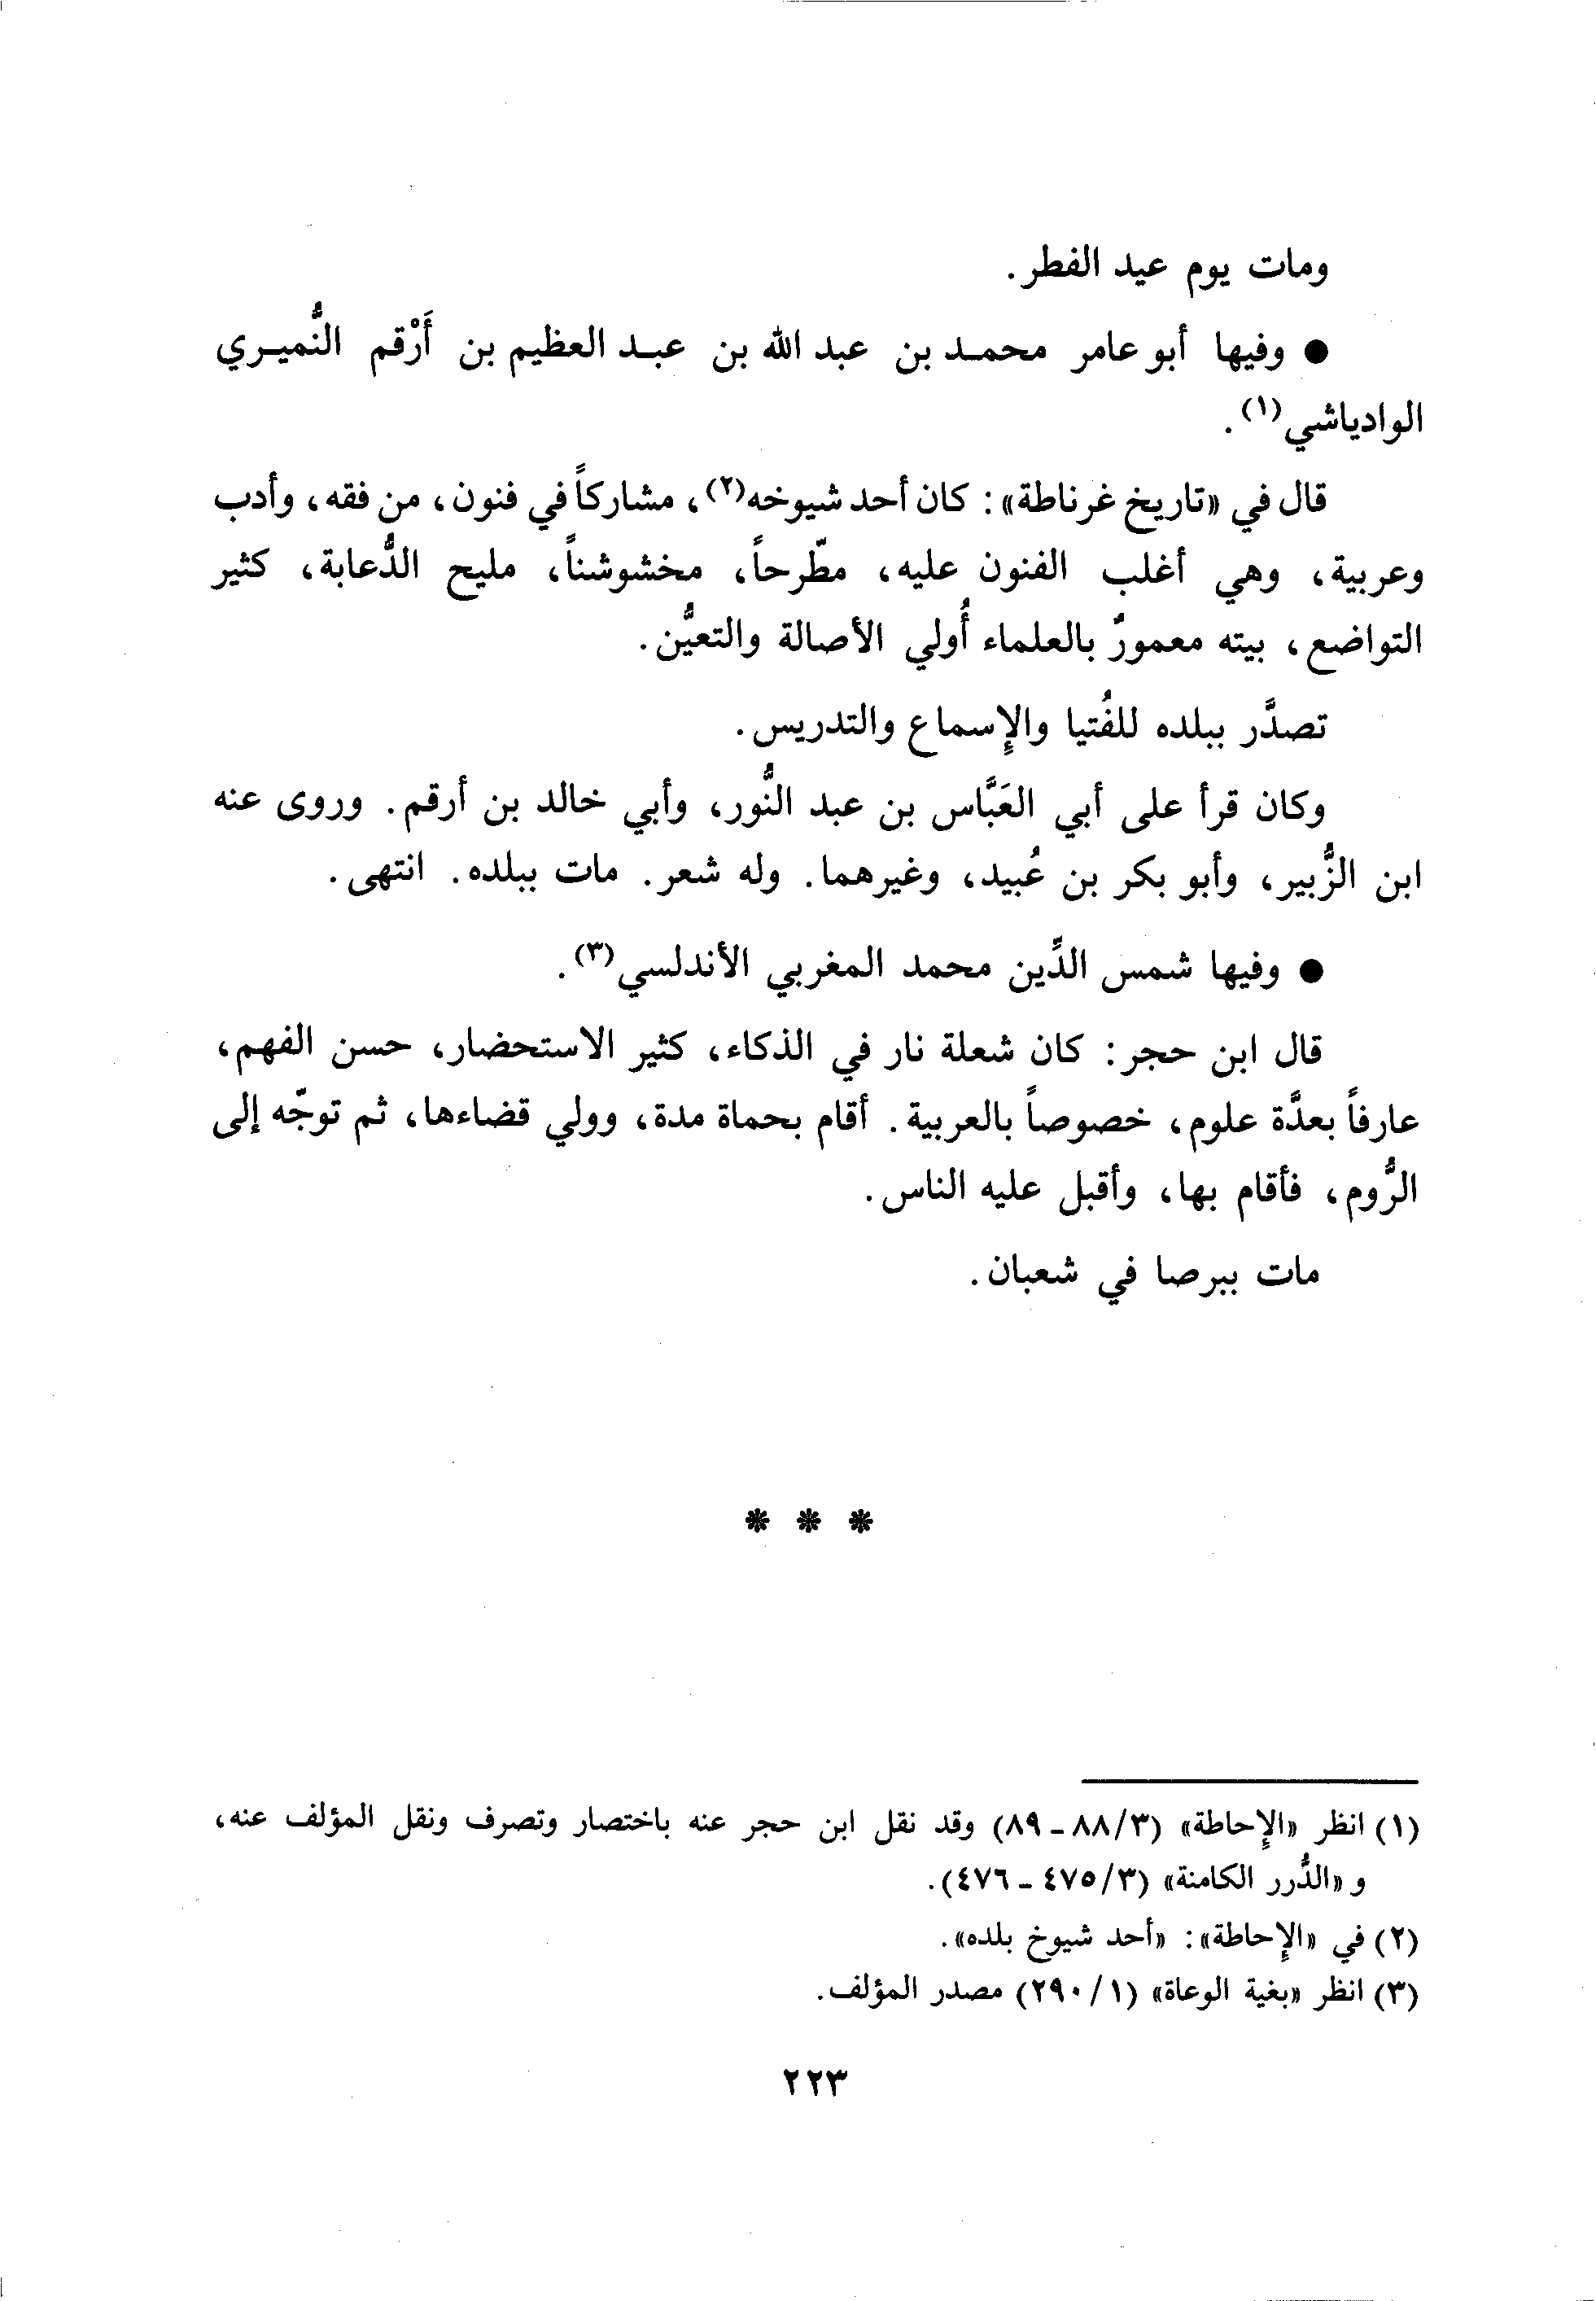 ومات يوم عيد الفطر.
● وفيها أبو عامر محمد بن عبد الله بن عبد العظيم بن أَرْقم النُّميري
الوادياشي(١).
قال في «تاريخ غرناطة»: كان أحد شيوخه(٢)، مشاركاً في فنون، من فقه، وأدب
وعربية، وهي أغلب الفنون عليه، مطّرحاً، مخشوشناً، مليح الدُّعابة، كثير
التواضع، بيته معمورٌ بالعلماء أُولي الأصالة والتعيُّن.
تصدَّر ببلده للفُتيا والإسماع والتدريس.
وكان قرأ على أبي العَبَّاس بن عبد النُّور، وأبي خالد بن أرقم. وروى عنه
ابن الزُّبير، وأبو بكر بن عُبيد، وغيرهما. وله شعر. مات ببلده. انتهى.
● وفيها شمس الدِّين محمد المغربي الأندلسي(٣).
قال ابن حجر: كان شعلة نار في الذكاء، كثير الاستحضار، حسن الفهم،
عارفاً بعدَّة علوم، خصوصاً بالعربية. أقام بحماة مدة، وولي قضاءها، ثم توجّه إلى
الرُّوم، فأقام بها، وأقبل عليه الناس.
مات ببرصا في شعبان.
* * *
(١) انظر «الإحاطة» (٣/ ٨٨ - ٨٩) وقد نقل ابن حجر عنه باختصار وتصرف ونقل المؤلف عنه،
و «الدُّرر الكامنة» (٣/ ٤٧٥ - ٤٧٦).
(٢) في «الإحاطة»: «أحد شيوخ بلده».
(٣) انظر «بغية الوعاة» (١/ ٢٩٠) مصدر المؤلف.
٢٢٣